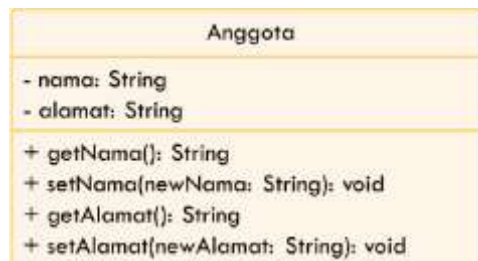 Anggota
- nama: String
- alamat: String
+ getNama(): String
+ setNama(newNama: String): void
+ getAlamat(): String
+ setAlamat(newAlamat: String): void